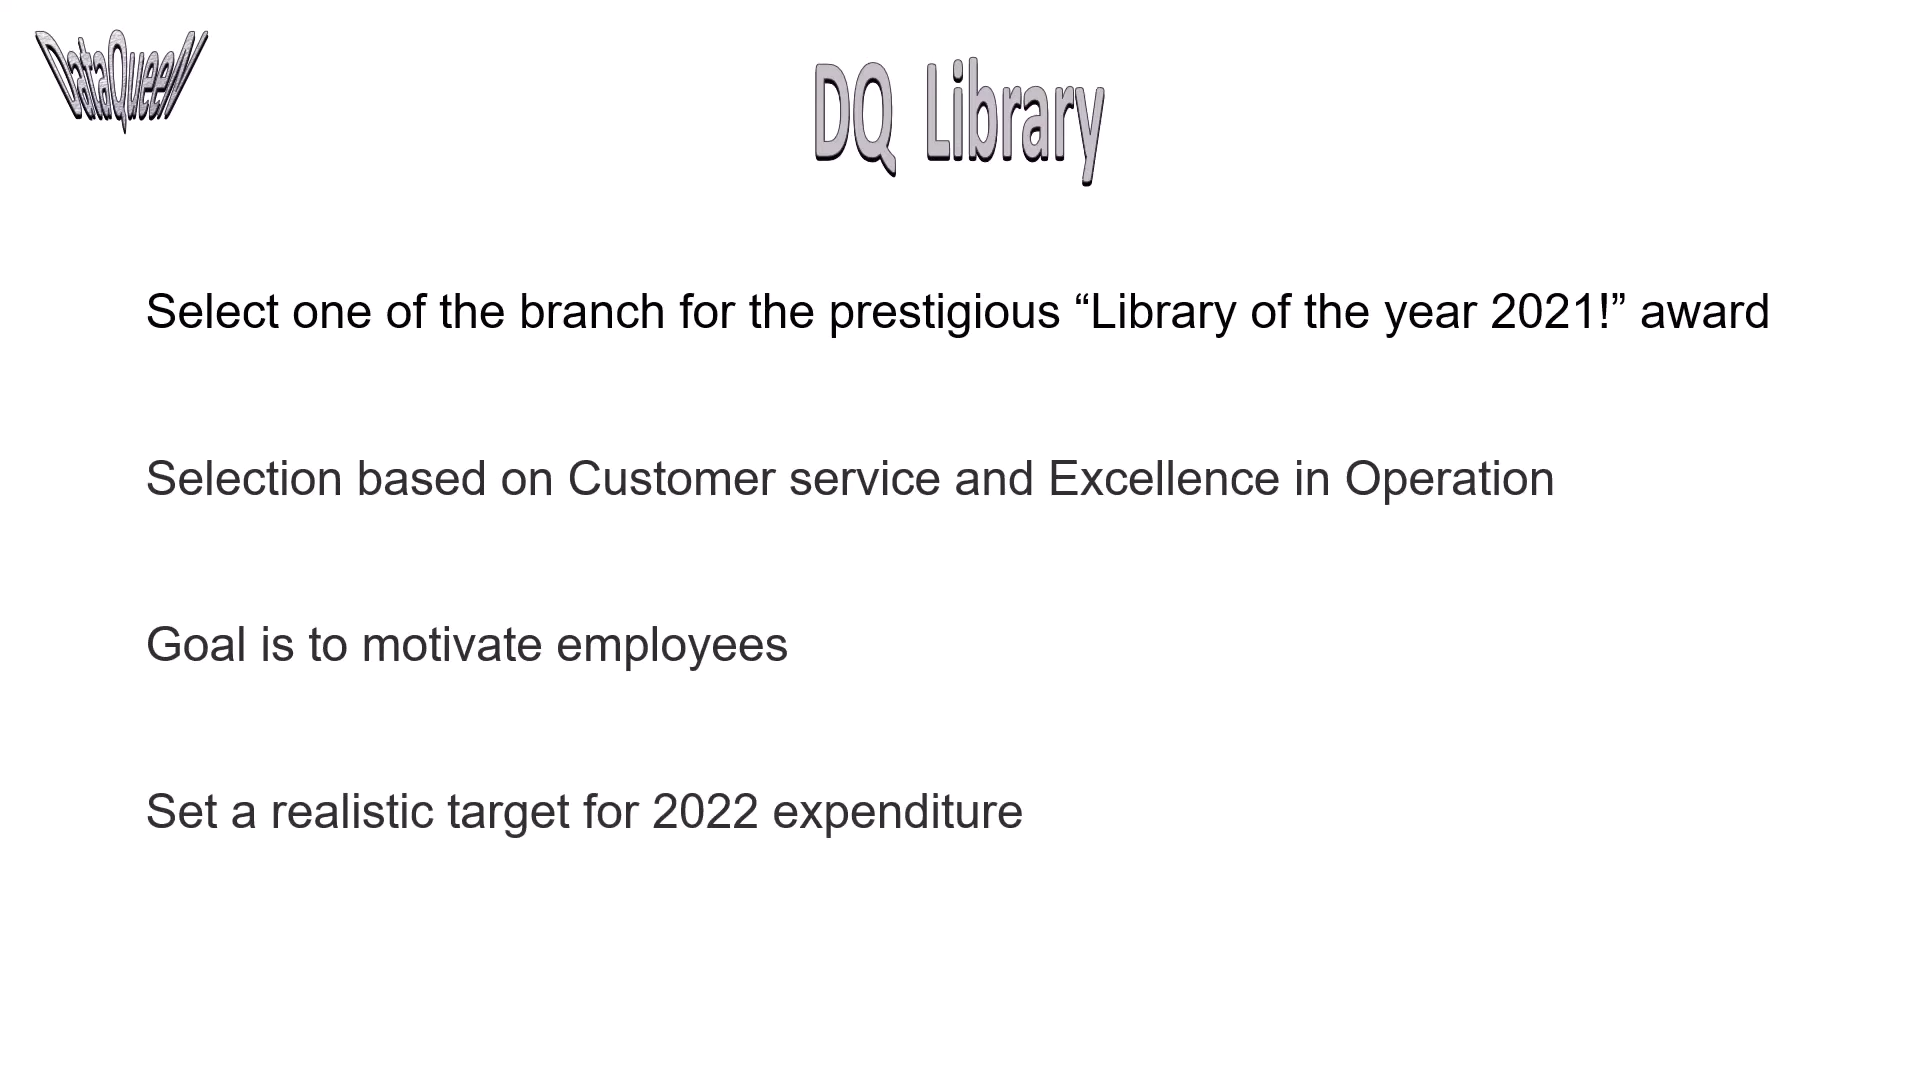 DataQueeN
DQ Library
Select one of the branch for the prestigious “Library of the year 2021!” award
Selection based on Customer service and Excellence in Operation
Goal is to motivate employees
Set a realistic target for 2022 expenditure